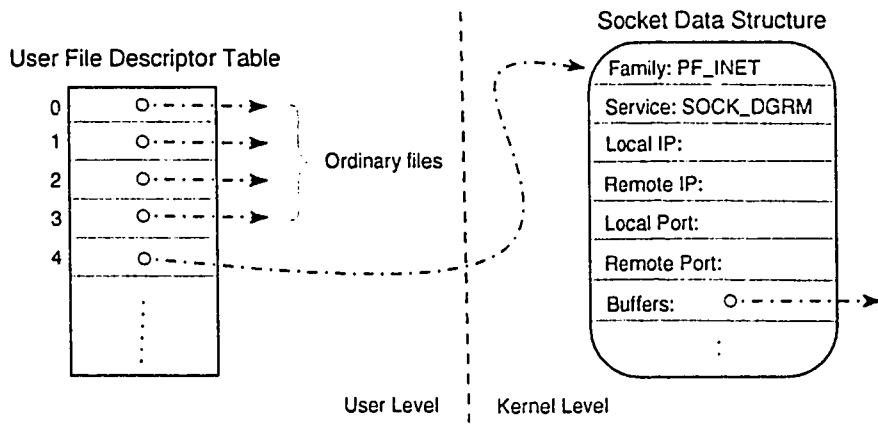 Socket Data Structure
User File Descriptor Table
Family: PF_INET
0
Service: SOCK_DGRM
1
Local IP:
Ordinary files
2
Remote IP:
3
Local Port:
4
Remote Port:
Buffers:
User Level
Kernel Level